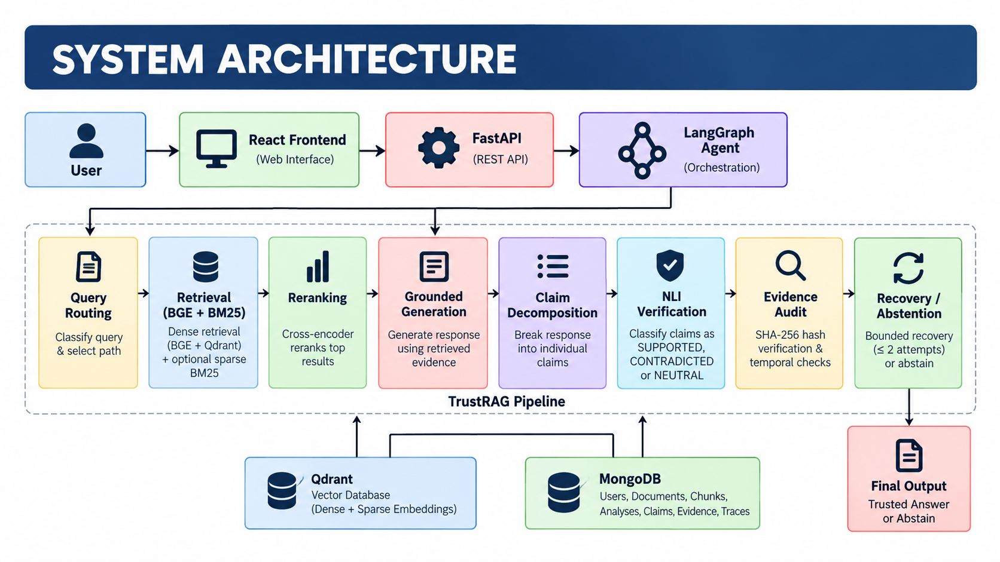 SYSTEM ARCHITECTURE
User
React Frontend
(Web Interface)
FastAPI
(REST API)
LangGraph
Agent
(Orchestration)
Query
Routing
Classify query
& select path
Retrieval
(BGE + BM25)
Dense retrieval
(BGE + Qdrant)
+ optional sparse
BM25
Reranking
Cross-encoder
reranks top
results
Grounded
Generation
Generate response
using retrieved
evidence
Claim
Decomposition
Break response
into individual
claims
NLI
Verification
Classify claims as
SUPPORTED,
CONTRADICTED
or NEUTRAL
Evidence
Audit
SHA-256 hash
verification &
temporal checks
Recovery /
Abstention
Bounded recovery
(≤ 2 attempts)
or abstain
TrustRAG Pipeline
Qdrant
Vector Database
(Dense + Sparse Embeddings)
MongoDB
Users, Documents, Chunks,
Analyses, Claims, Evidence, Traces
Final Output
Trusted Answer
or Abstain